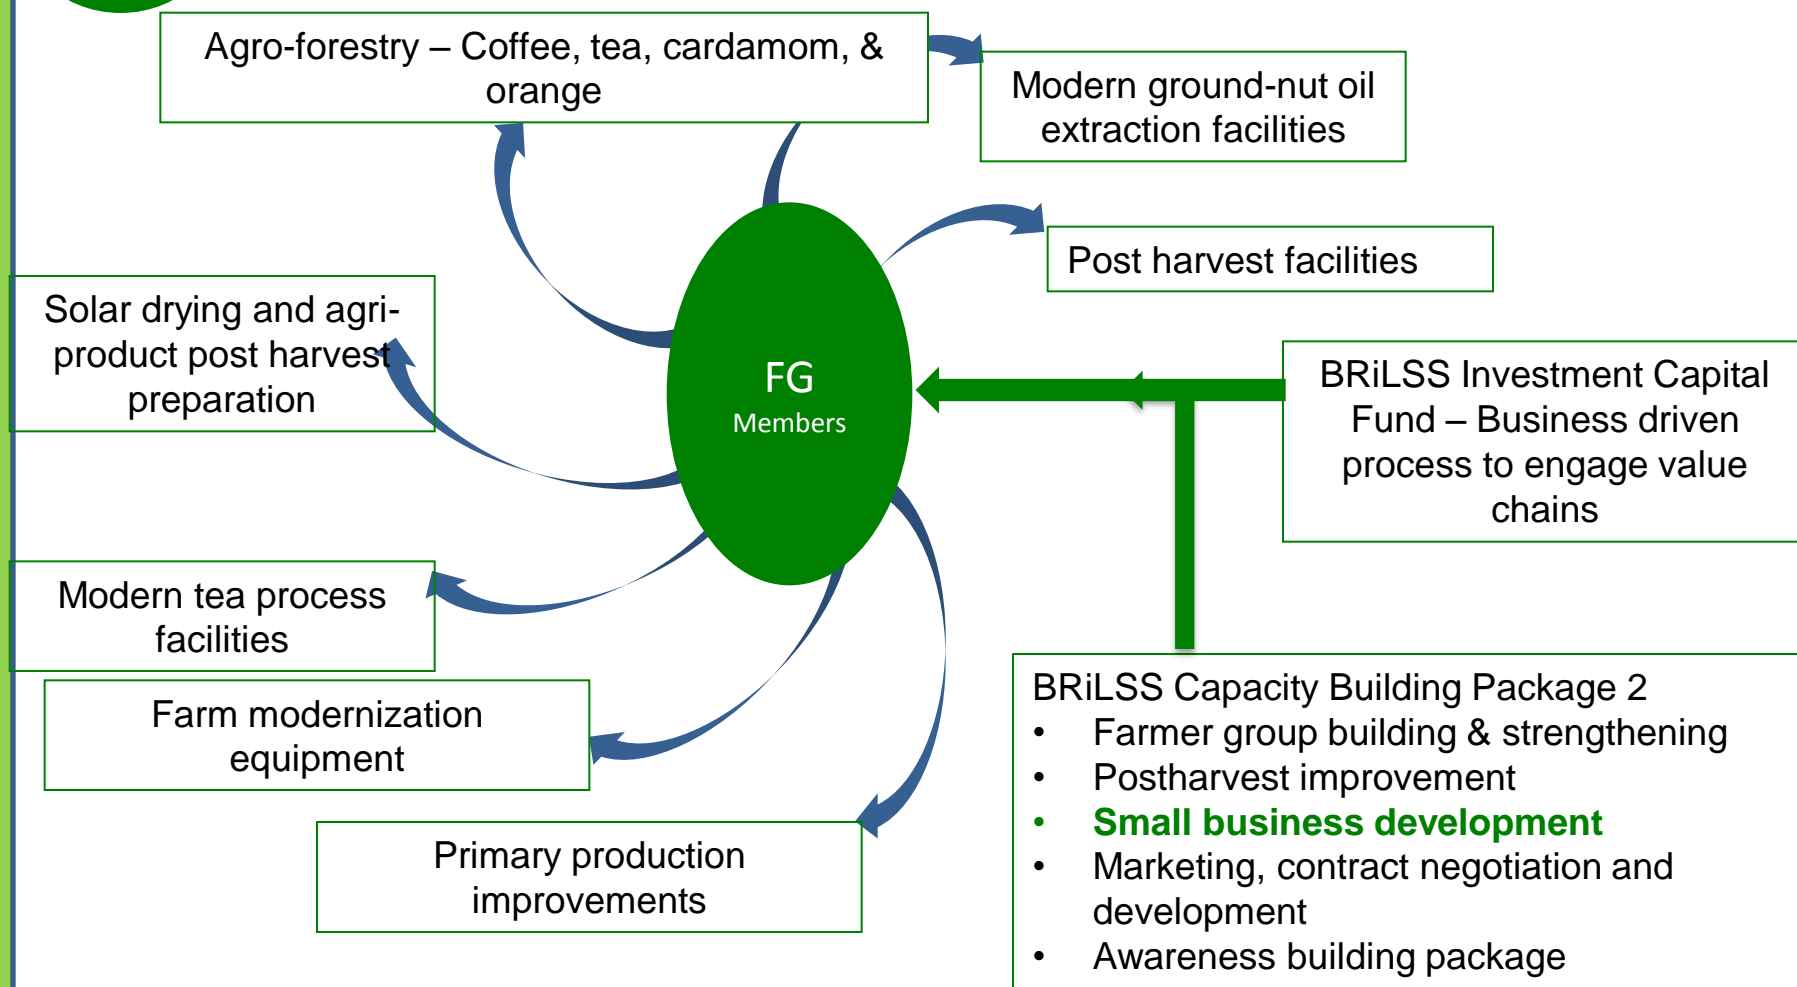 Agro-forestry – Coffee, tea, cardamom, &
orange
Modern ground-nut oil
extraction facilities
Post harvest facilities
Solar drying and agri-
product post harvest
preparation
FG
Members
BRiLSS Investment Capital
Fund – Business driven
process to engage value
chains
Modern tea process
facilities
Farm modernization
equipment
Primary production
improvements
BRiLSS Capacity Building Package 2
• Farmer group building & strengthening
• Postharvest improvement
• Small business development
• Marketing, contract negotiation and
development
• Awareness building package